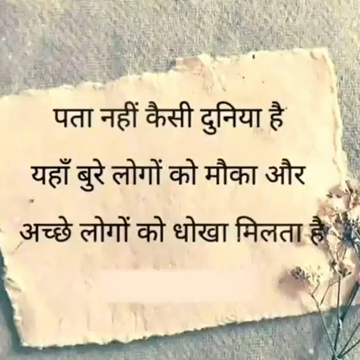 पता नहीं कैसी दुनिया है
यहाँ बुरे लोगों को मौका और
अच्छे लोगों को धोखा मिलता है